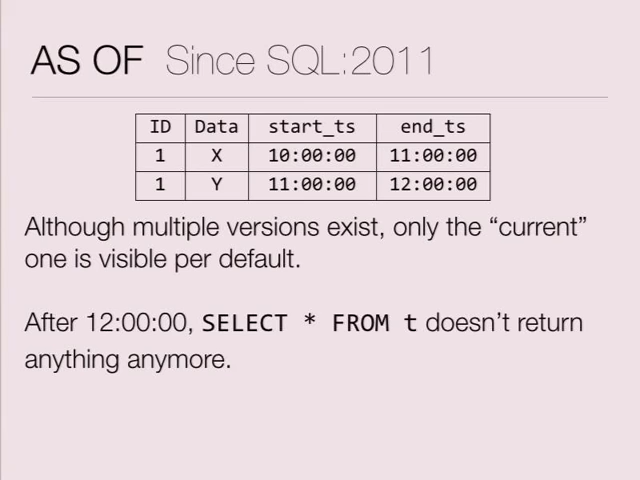 AS OF Since SQL:2011
ID Data start_ts end_ts
1 X 10:00:00 11:00:00
1 Y 11:00:00 12:00:00
Although multiple versions exist, only the “current”
one is visible per default.
After 12:00:00, SELECT * FROM t doesn’t return
anything anymore.